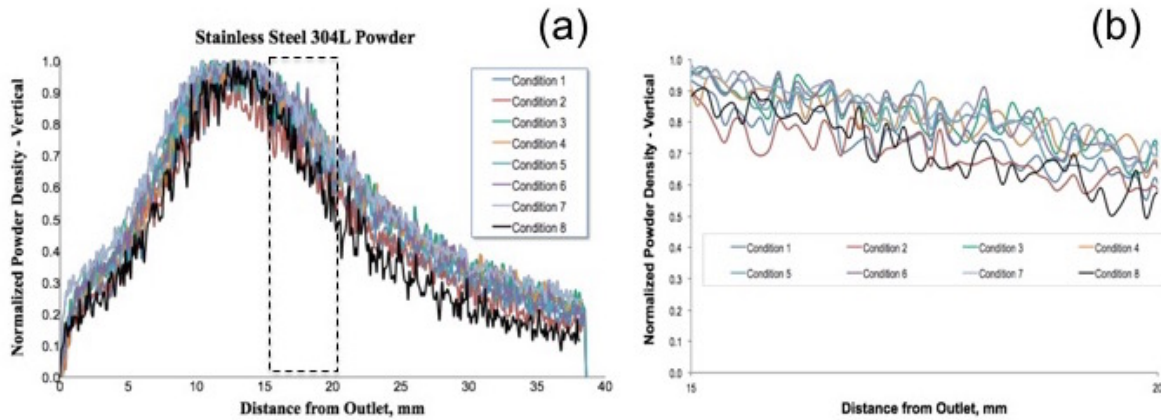 (a)
Stainless Steel 304L Powder
Normalized Powder Density - Vertical
1.0
0.9
0.8
0.7
0.6
0.5
0.4
0.3
0.2
0.1
0.0
0 5 10 15 20 25 30 35 40
Distance from Outlet, mm
Condition 1
Condition 2
Condition 3
Condition 4
Condition 5
Condition 6
Condition 7
Condition 8
(b)
Normalized Powder Density - Vertical
1.0
0.9
0.8
0.7
0.6
0.5
0.4
0.3
0.2
0.1
0.0
Condition 1 Condition 2 Condition 3 Condition 4
Condition 5 Condition 6 Condition 7 Condition 8
15 20
Distance from Outlet, mm